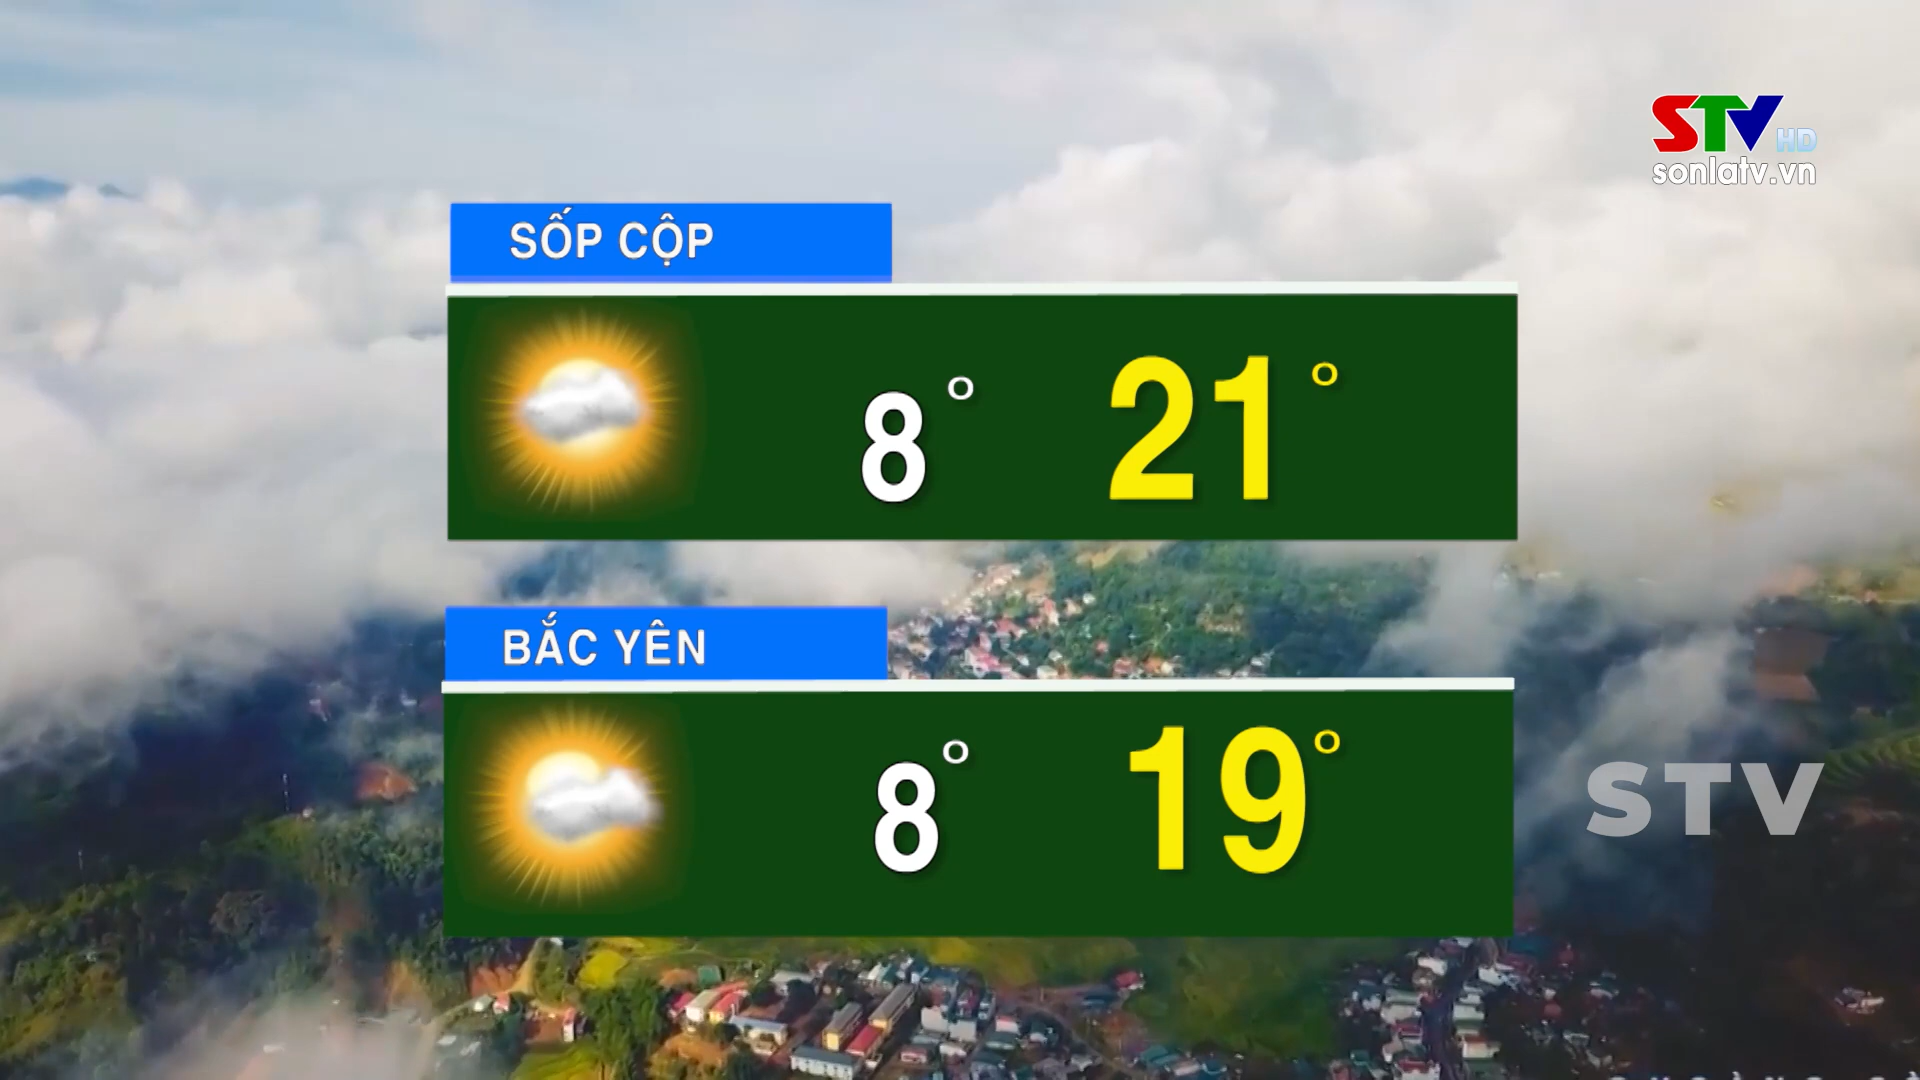 STV HD
sonlatv.vn
SỐP CỘP
8° 21°
BẮC YÊN
8° 19°
STV